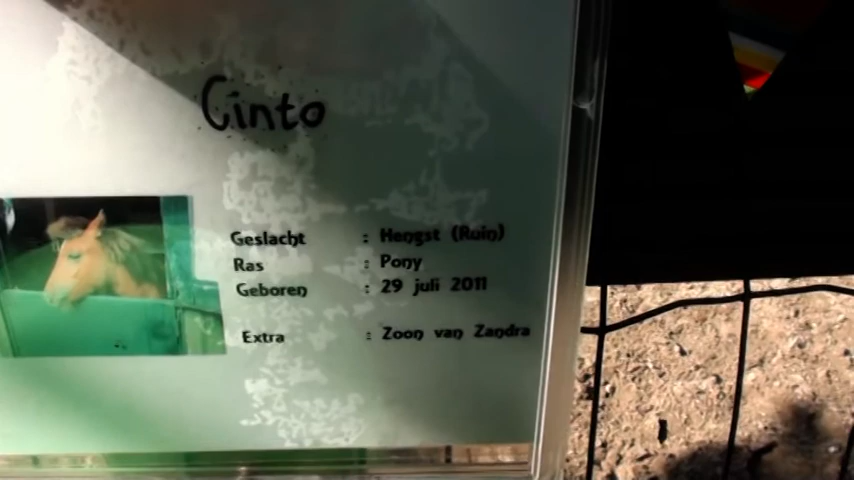 Cinto
Geslacht : Hengst (Ruin)
Ras : Pony
Geboren : 29 juli 2011
Extra : Zoon van Zandra